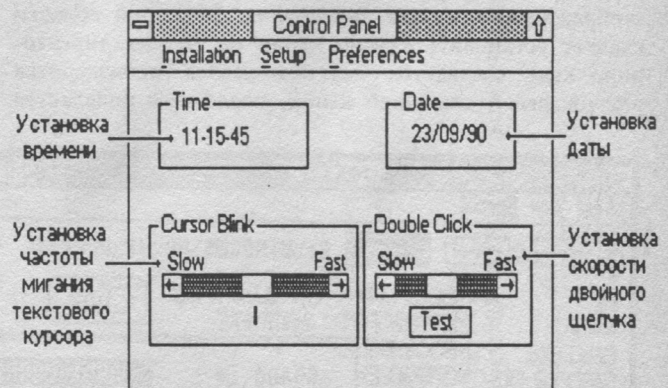 Control Panel
Installation Setup Preferences
Time
11-15-45
Date
23/09/90
Установка
времени
Установка
даты
Cursor Blink
Slow Fast
Double Click
Slow Fast
Test
Установка
частоты
мигания
текстового
курсора
Установка
скорости
двойного
щелчка